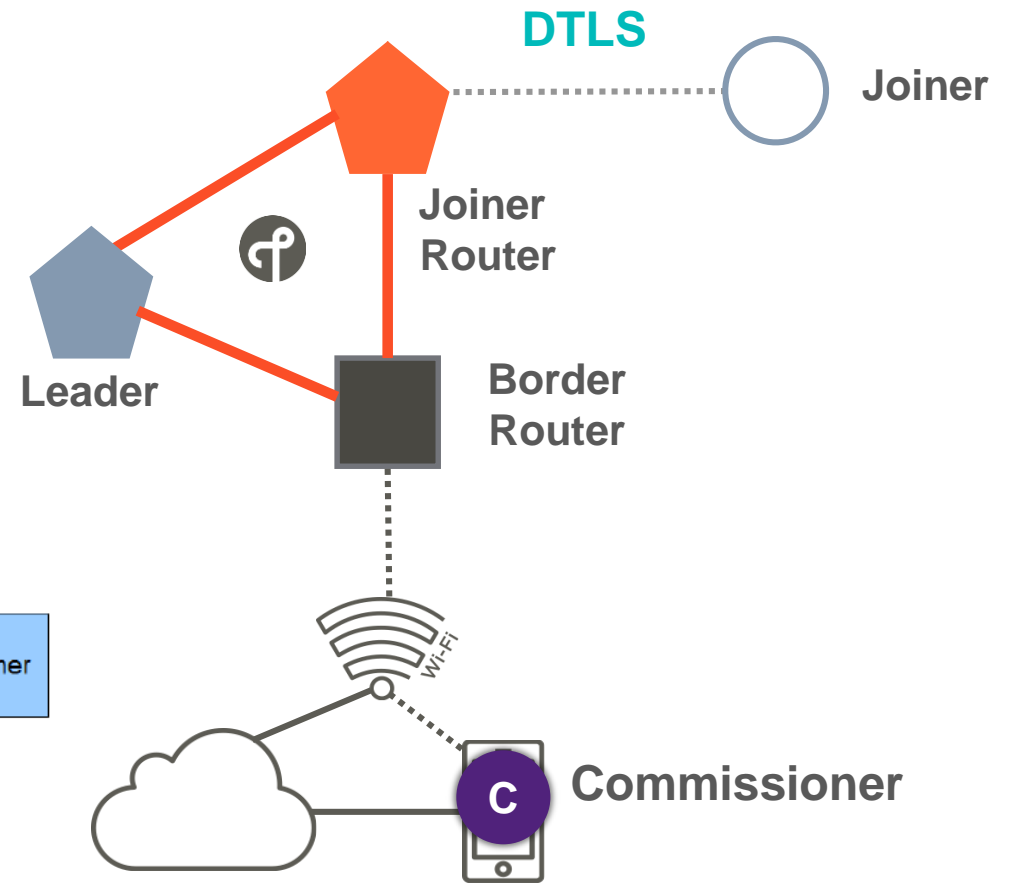 DTLS
Joiner
Joiner
Router
Leader
Border
Router
Wi-Fi
C
Commissioner